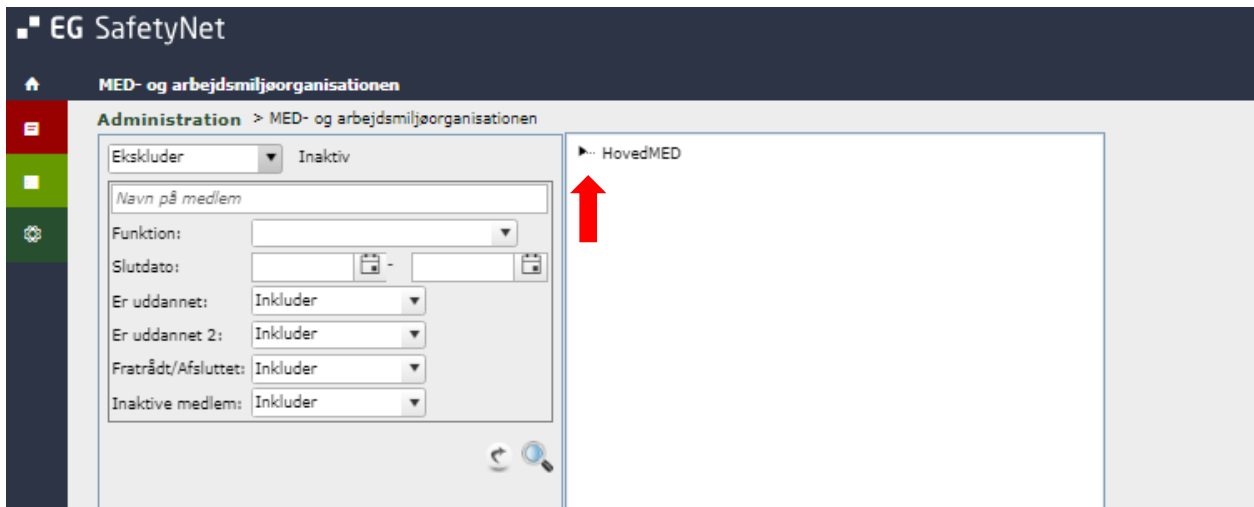 EG SafetyNet
MED- og arbejdsmiljøorganisationen
Administration > MED- og arbejdsmiljøorganisationen
Ekskluder Inaktiv
Navn på medlem
Funktion:
Slutdato: -
Er uddannet: Inkluder
Er uddannet 2: Inkluder
Fratrådt/Afsluttet: Inkluder
Inaktive medlem: Inkluder
HovedMED